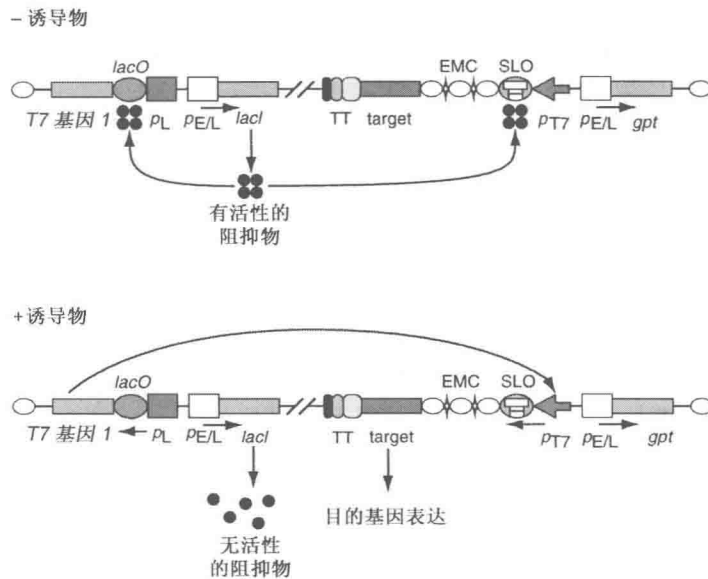 – 诱导物
lacO EMC SLO
T7 基因 1 pL pE/L lacI TT target pT7 pE/L gpt
有活性的
阻抑物
+ 诱导物
lacO EMC SLO
T7 基因 1 pL pE/L lacI TT target pT7 pE/L gpt
无活性
的阻抑物
目的基因表达